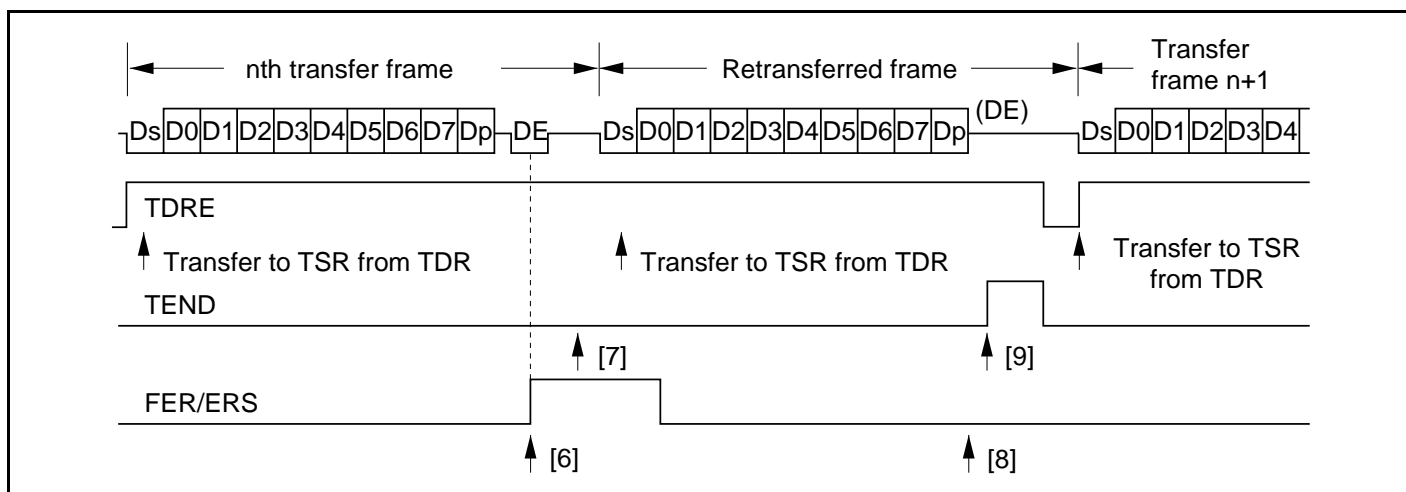 nth transfer frame
Retransferred frame
Transfer
frame n+1
Ds D0 D1 D2 D3 D4 D5 D6 D7 Dp DE Ds D0 D1 D2 D3 D4 D5 D6 D7 Dp (DE) Ds D0 D1 D2 D3 D4
TDRE
Transfer to TSR from TDR
Transfer to TSR from TDR
Transfer to TSR
from TDR
TEND
[7]
[9]
FER/ERS
[6]
[8]